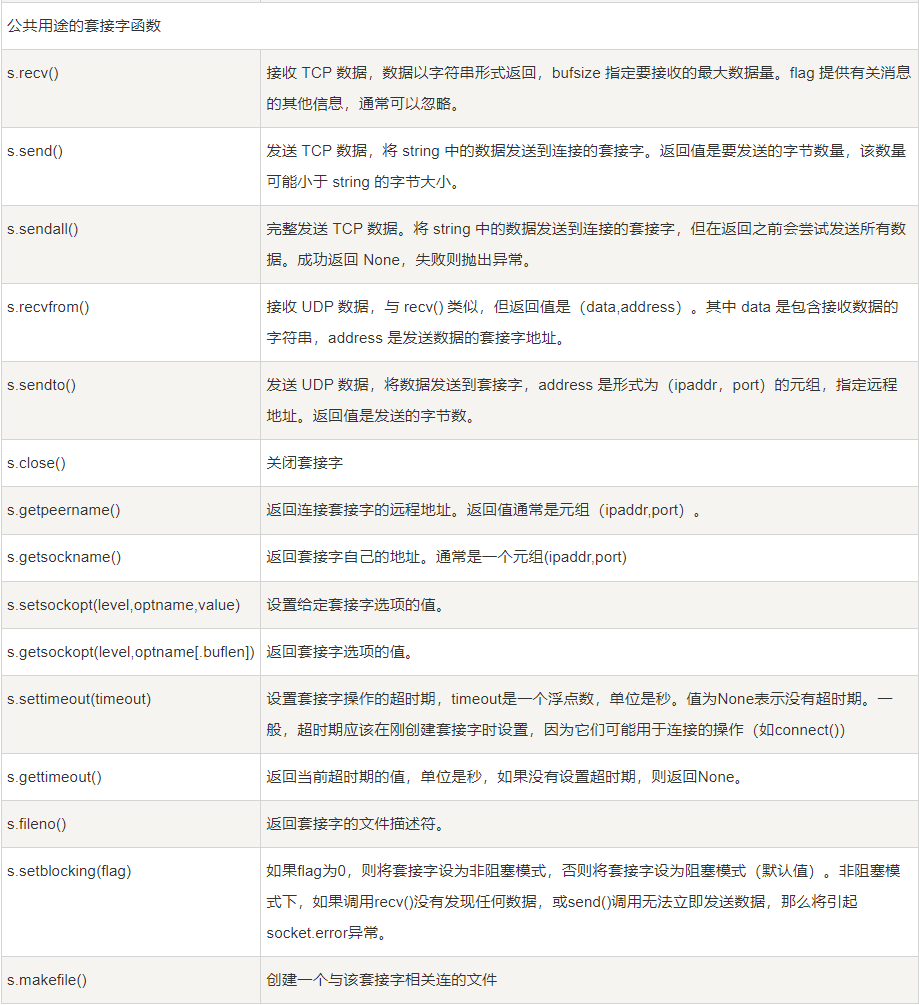 公共用途的套接字函数
s.recv()
接收 TCP 数据，数据以字符串形式返回，bufsize 指定要接收的最大数据量。flag 提供有关消息
的其他信息，通常可以忽略。
s.send()
发送 TCP 数据，将 string 中的数据发送到连接的套接字。返回值是要发送的字节数量，该数量
可能小于 string 的字节大小。
s.sendall()
完整发送 TCP 数据。将 string 中的数据发送到连接的套接字，但在返回之前会尝试发送所有数
据。成功返回 None，失败则抛出异常。
s.recvfrom()
接收 UDP 数据，与 recv() 类似，但返回值是（data,address）。其中 data 是包含接收数据的
字符串，address 是发送数据的套接字地址。
s.sendto()
发送 UDP 数据，将数据发送到套接字，address 是形式为（ipaddr，port）的元组，指定远程
地址。返回值是发送的字节数。
s.close()
关闭套接字
s.getpeername()
返回连接套接字的远程地址。返回值通常是元组（ipaddr,port）。
s.getsockname()
返回套接字自己的地址。通常是一个元组(ipaddr,port)
s.setsockopt(level,optname,value)
设置给定套接字选项的值。
s.getsockopt(level,optname[.buflen])
返回套接字选项的值。
s.settimeout(timeout)
设置套接字操作的超时期，timeout是一个浮点数，单位是秒。值为None表示没有超时期。一
般，超时期应该在刚创建套接字时设置，因为它们可能用于连接的操作（如connect()）
s.gettimeout()
返回当前超时期的值，单位是秒，如果没有设置超时期，则返回None。
s.fileno()
返回套接字的文件描述符。
s.setblocking(flag)
如果flag为0，则将套接字设为非阻塞模式，否则将套接字设为阻塞模式（默认值）。非阻塞模
式下，如果调用recv()没有发现任何数据，或send()调用无法立即发送数据，那么将引起
socket.error异常。
s.makefile()
创建一个与该套接字相关连的文件